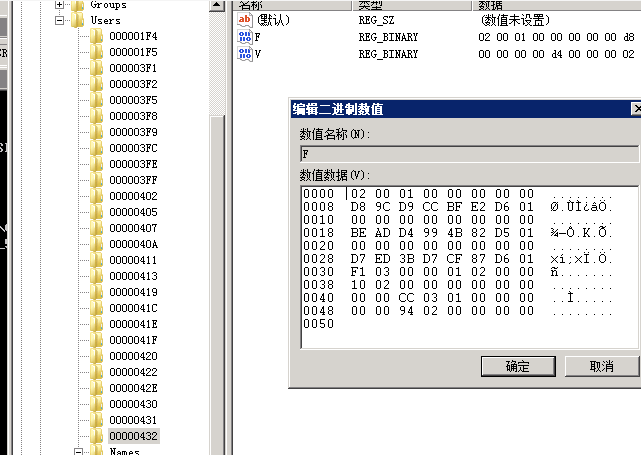 Groups
Users
000001F4
000001F5
000003F1
000003F2
000003F5
000003F8
000003F9
000003FC
000003FE
000003FF
00000402
00000405
00000407
0000040A
00000411
00000413
00000419
0000041C
0000041E
0000041F
00000420
00000422
0000042E
00000430
00000431
00000432
Names
名称 类型 数据
(默认) REG_SZ (数值未设置)
F REG_BINARY 02 00 01 00 00 00 00 00 d8
V REG_BINARY 00 00 00 00 d4 00 00 00 02
编辑二进制数值
数值名称(N):
F
数值数据(V):
0000 02 00 01 00 00 00 00 00 ........
0008 D8 9C D9 CC BF E2 D6 01 Ø.ÙÌ¿âÖ.
0010 00 00 00 00 00 00 00 00 ........
0018 BE AD D4 99 4B 82 D5 01 ¾-Ô.K.Õ.
0020 00 00 00 00 00 00 00 00 ........
0028 D7 ED 3B D7 CF 87 D6 01 ×í;×Ï.Ö.
0030 F1 03 00 00 01 02 00 00 ñ.......
0038 10 02 00 00 00 00 00 00 ........
0040 00 00 CC 03 01 00 00 00 ..Ì.....
0048 00 00 94 02 00 00 00 00 ........
0050
确定
取消